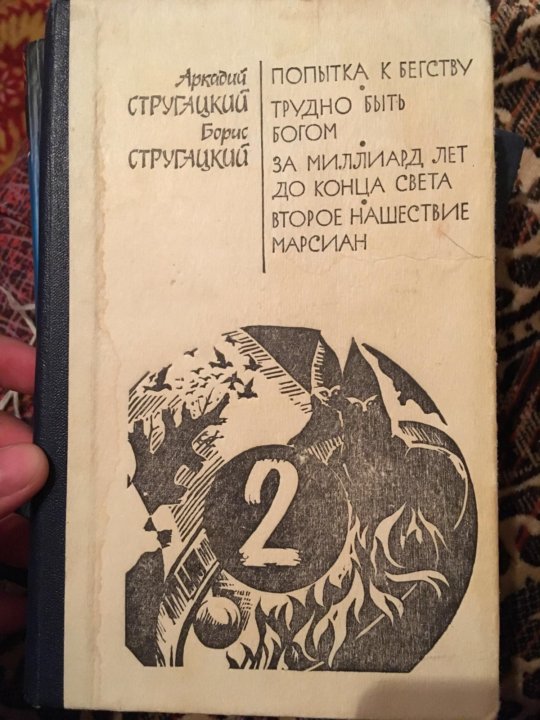 Аркадий
СТРУГАЦКИЙ
Борис
СТРУГАЦКИЙ
ПОПЫТКА К БЕГСТВУ
ТРУДНО БЫТЬ
БОГОМ
ЗА МИЛЛИАРД ЛЕТ
ДО КОНЦА СВЕТА
ВТОРОЕ НАШЕСТВИЕ
МАРСИАН
2